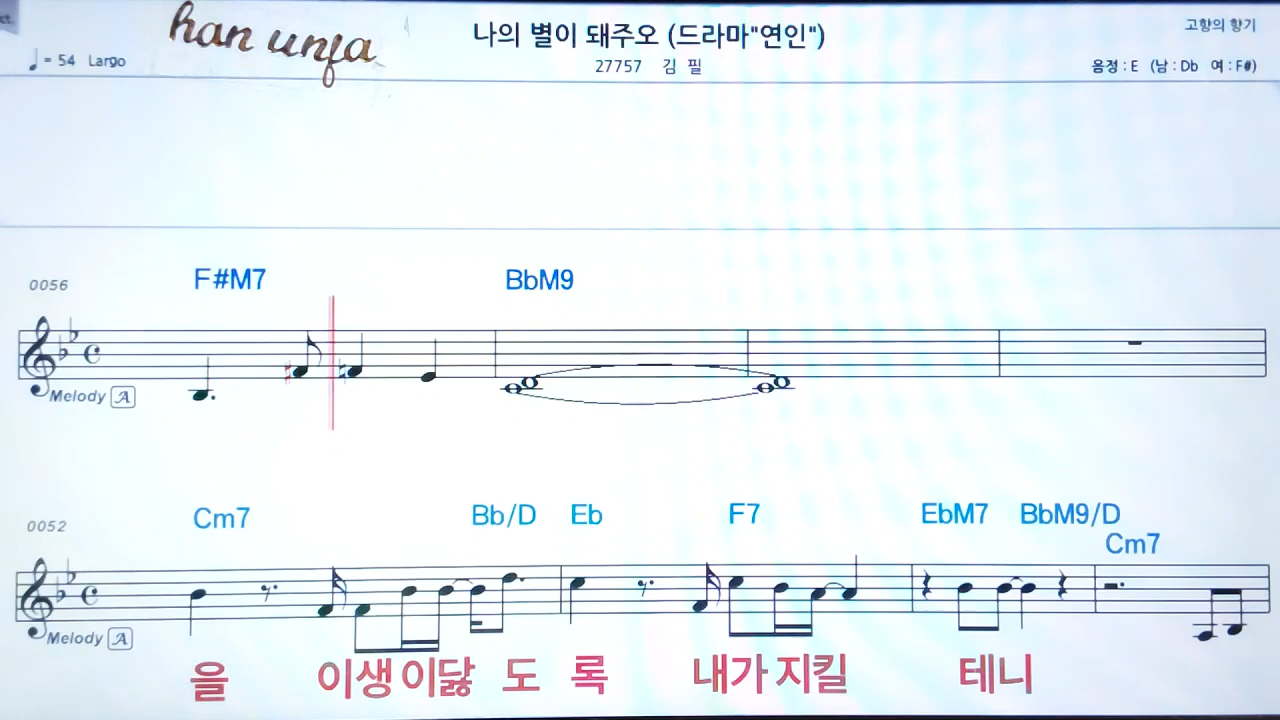 ct.
han unfa
나의 별이 돼주오 (드라마"연인")
고향의 향기
♩= 54 Largo
27757 김 필
음정 : E (남 : Db 여 : F#)
0056
F#M7 BbM9
Melody A
0052
Cm7 Bb/D Eb F7 EbM7 BbM9/D
Cm7
Melody A
을 이생 이닳 도 록 내가 지킬 테니